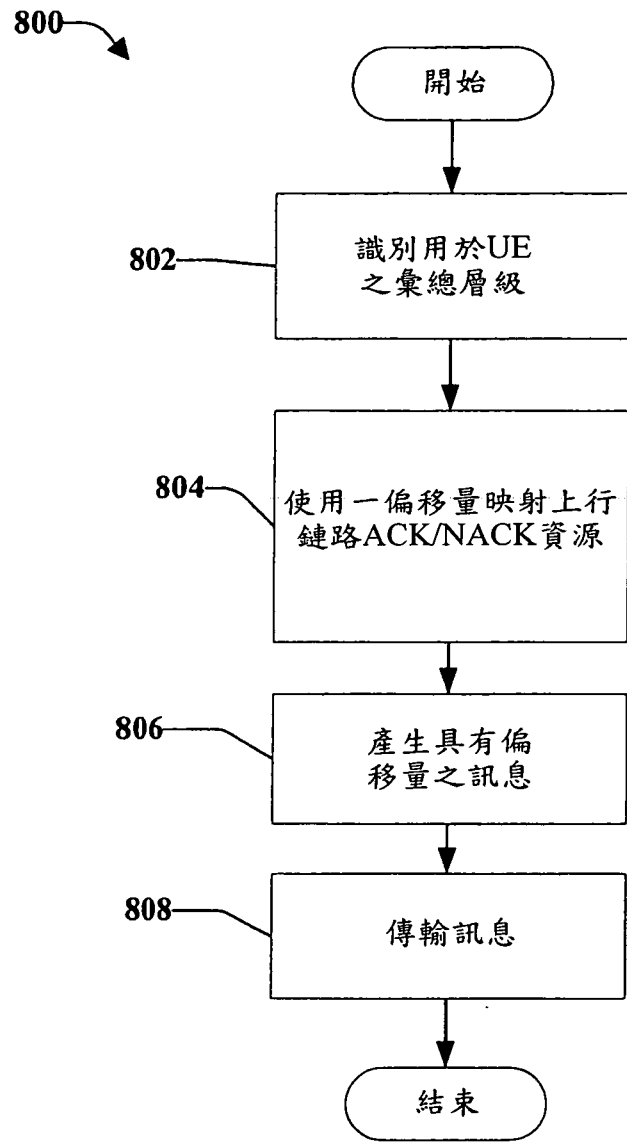 800
開始
802
識別用於UE
之彙總層級
804
使用一偏移量映射上行
鏈路ACK/NACK資源
806
產生具有偏
移量之訊息
808
傳輸訊息
結束